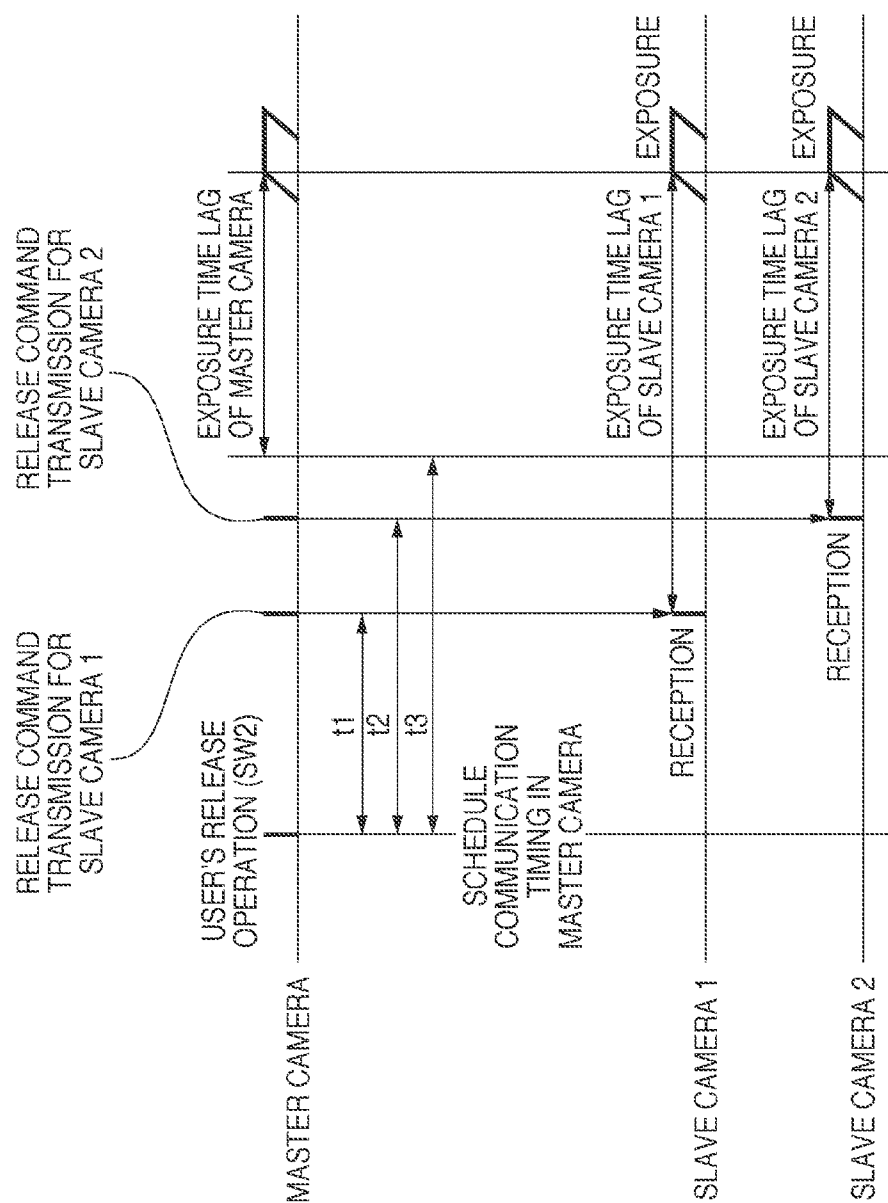 RELEASE COMMAND
TRANSMISSION FOR
SLAVE CAMERA 1
RELEASE COMMAND
TRANSMISSION FOR
SLAVE CAMERA 2
USER'S RELEASE
OPERATION (SW2)
EXPOSURE TIME LAG
OF MASTER CAMERA
MASTER CAMERA
t1
t2
t3
SCHEDULE
COMMUNICATION
TIMING IN
MASTER CAMERA
EXPOSURE TIME LAG
OF SLAVE CAMERA 1
EXPOSURE
RECEPTION
SLAVE CAMERA 1
EXPOSURE TIME LAG
OF SLAVE CAMERA 2
EXPOSURE
RECEPTION
SLAVE CAMERA 2